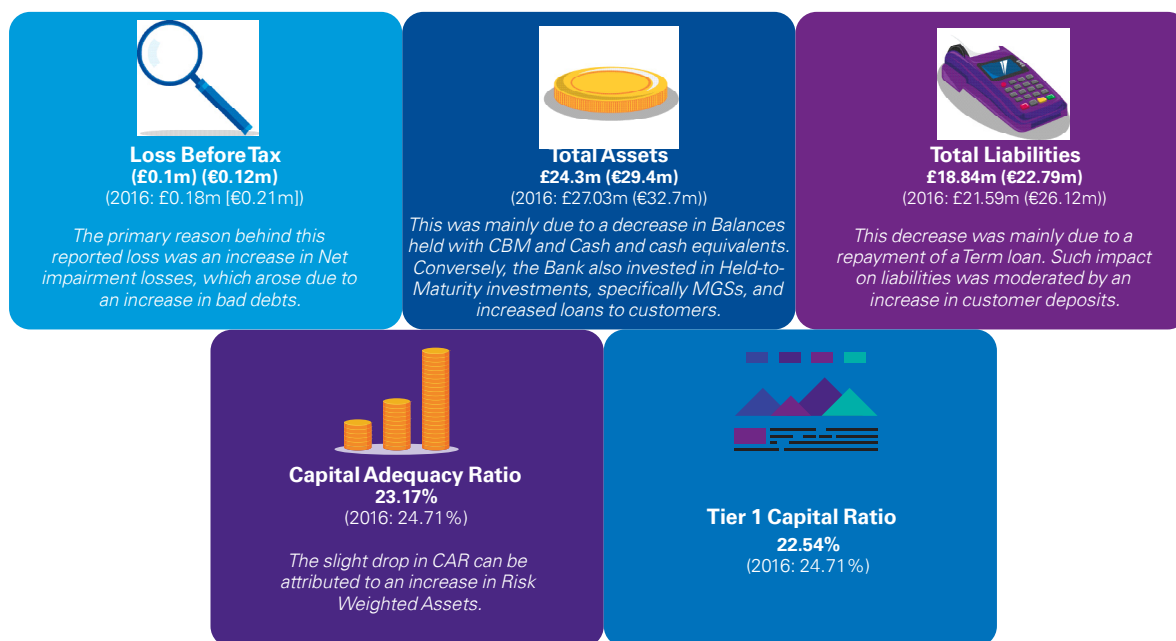 Loss Before Tax
(£0.1m) (€0.12m)
(2016: £0.18m [€0.21m])
The primary reason behind this
reported loss was an increase in Net
impairment losses, which arose due to
an increase in bad debts.
Total Assets
£24.3m (€29.4m)
(2016: £27.03m (€32.7m))
This was mainly due to a decrease in Balances
held with CBM and Cash and cash equivalents.
Conversely, the Bank also invested in Held-to-
Maturity investments, specifically MGSs, and
increased loans to customers.
Total Liabilities
£18.84m (€22.79m)
(2016: £21.59m (€26.12m))
This decrease was mainly due to a
repayment of a Term loan. Such impact
on liabilities was moderated by an
increase in customer deposits.
Capital Adequacy Ratio
23.17%
(2016: 24.71%)
The slight drop in CAR can be
attributed to an increase in Risk
Weighted Assets.
Tier 1 Capital Ratio
22.54%
(2016: 24.71%)